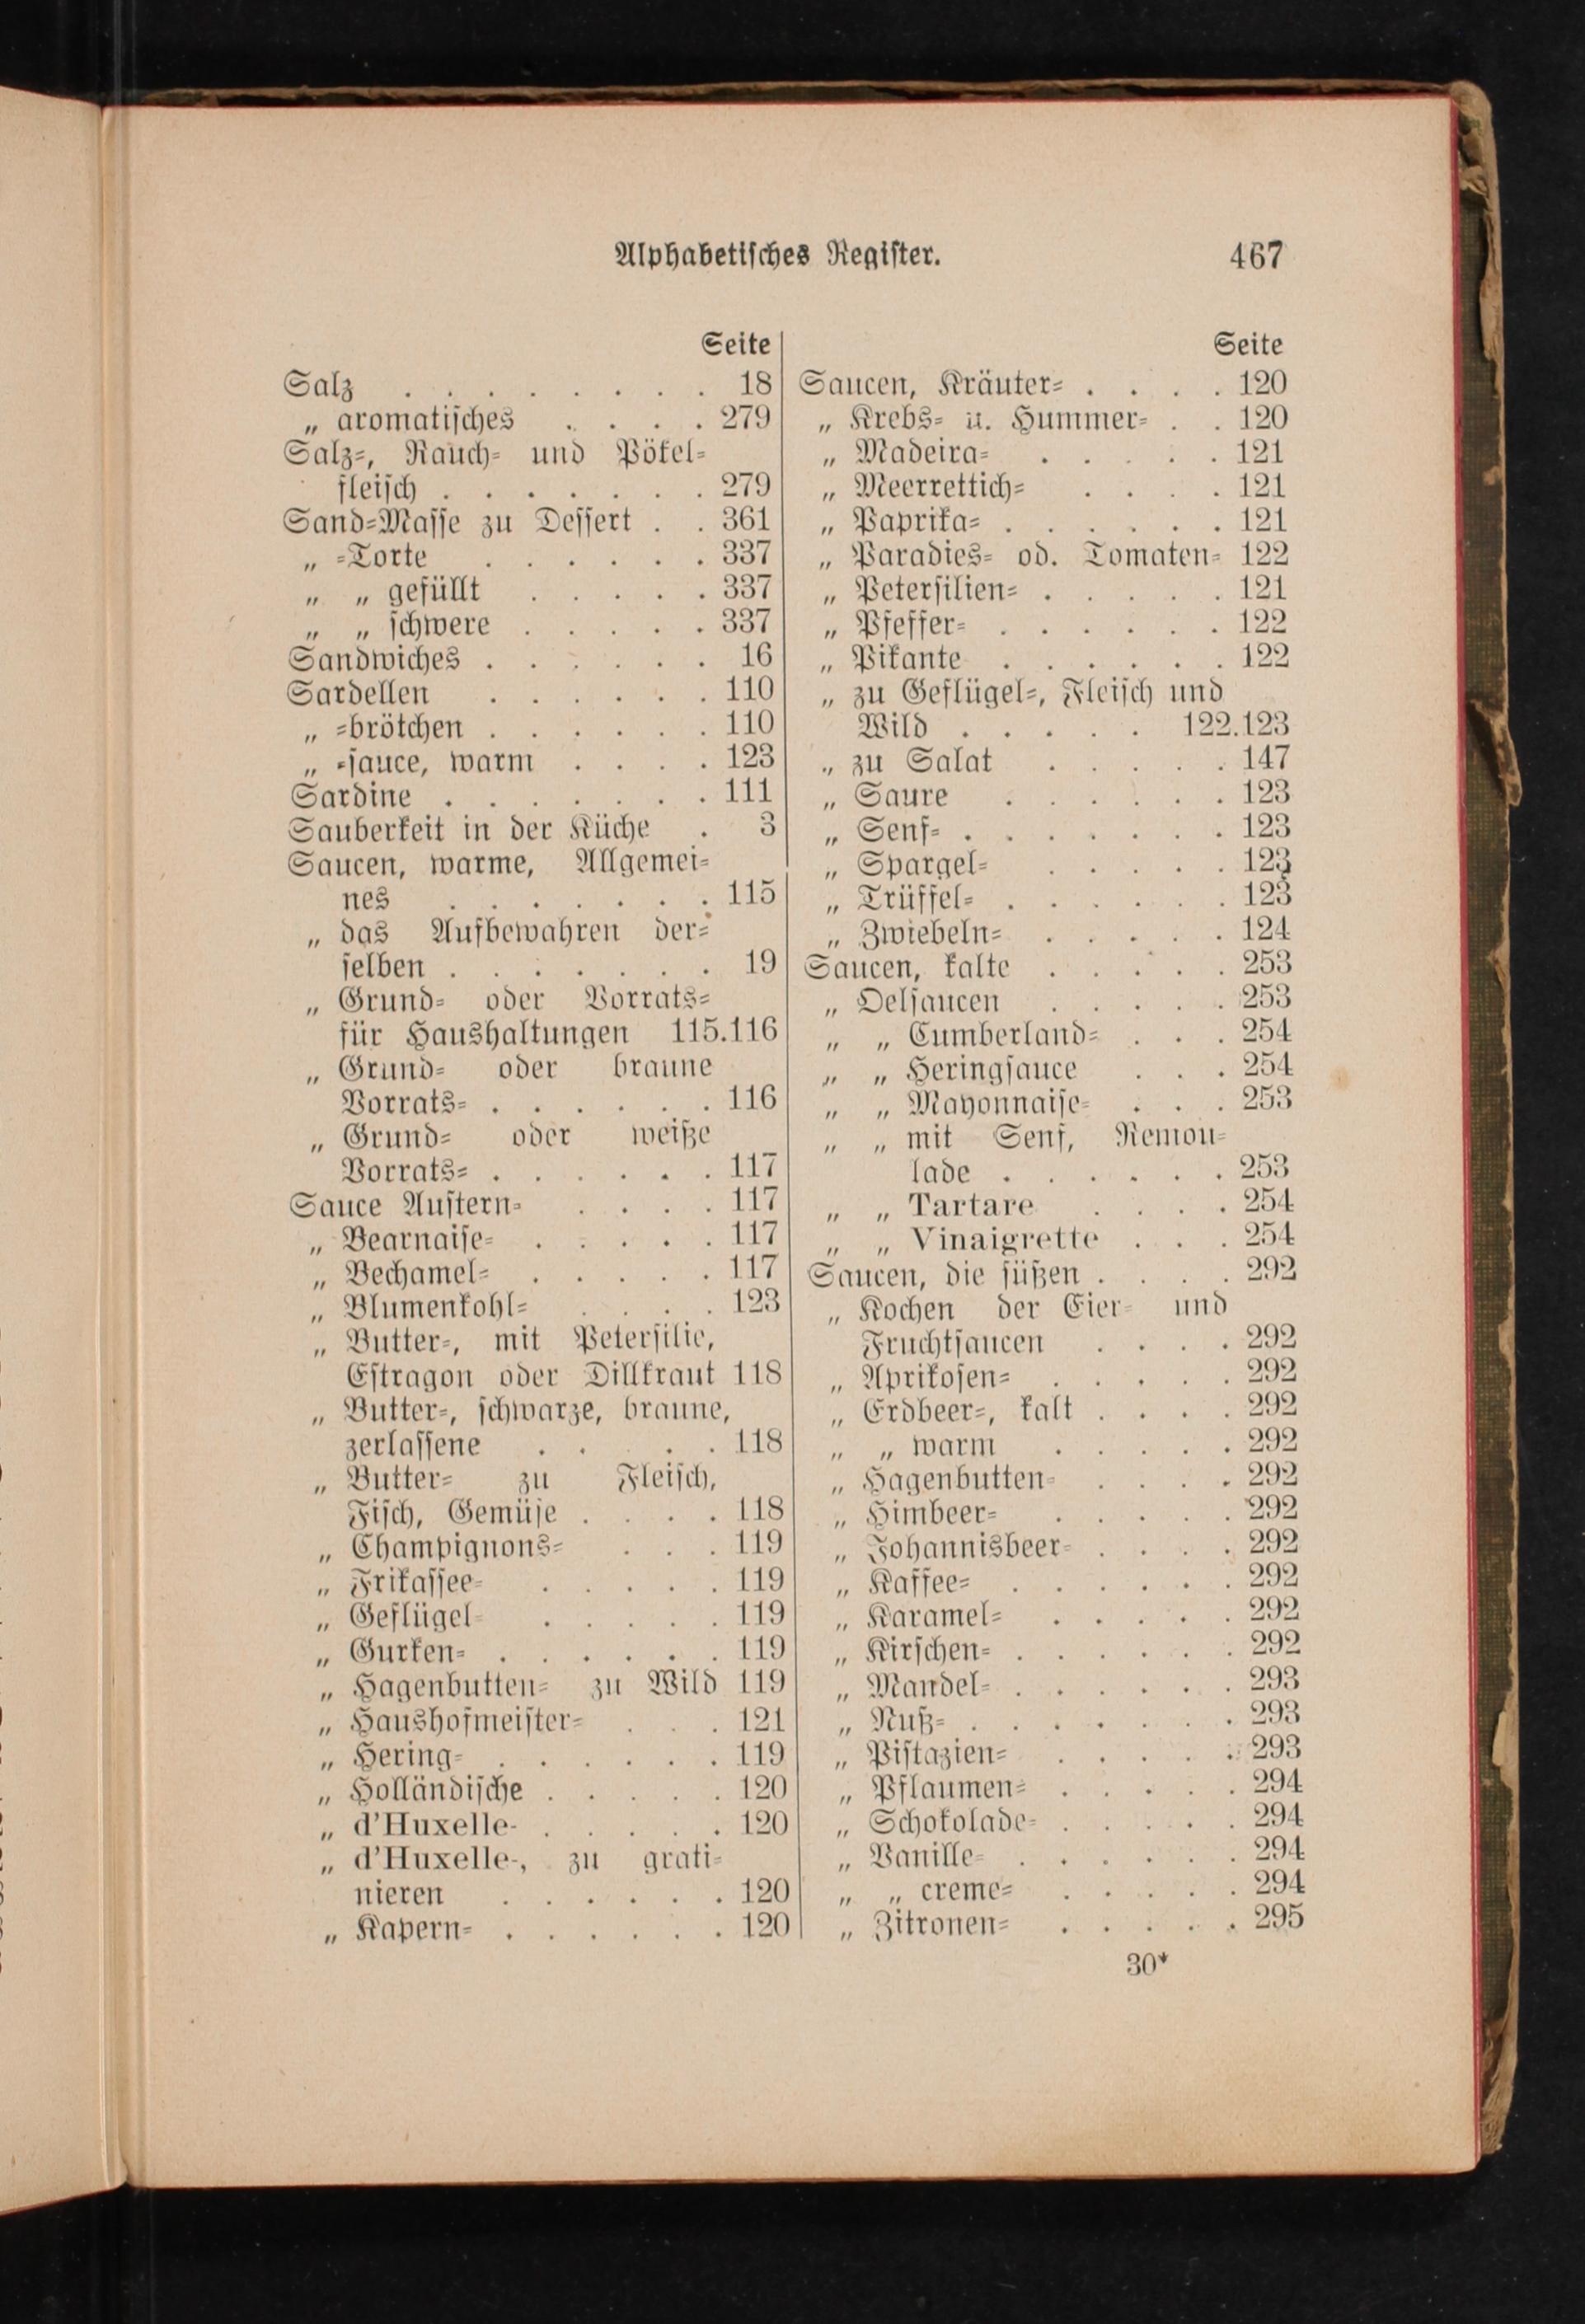 Alphabetisches Register. 467
Seite
Salz . . . . . . . . 18
„ aromatisches . . . . 279
Salz-, Rauch- und Pökel-
fleisch . . . . . . . 279
Sand-Masse zu Dessert . . 361
„ -Torte . . . . . . 337
„ „ gefüllt . . . . . 337
„ „ schwere . . . . . 337
Sandwiches . . . . . . 16
Sardellen . . . . . . 110
„ -brötchen . . . . . . 110
„ -sauce, warm . . . . 123
Sardine . . . . . . . 111
Sauberkeit in der Küche . 3
Saucen, warme, Allgemei-
nes . . . . . . . 115
„ das Aufbewahren der-
selben . . . . . . . 19
„ Grund- oder Vorrats-
für Haushaltungen 115.116
„ Grund- oder braune
Vorrats- . . . . . . 116
„ Grund- oder weiße
Vorrats- . . . . . . 117
Sauce Austern- . . . . 117
„ Bearnaise- . . . . . 117
„ Bechamel- . . . . . 117
„ Blumenkohl- . . . . 123
„ Butter-, mit Petersilie,
Estragon oder Dillkraut 118
„ Butter-, schwarze, braune,
zerlassene . . . . . 118
„ Butter- zu Fleisch,
Fisch, Gemüse . . . . 118
„ Champignons- . . . 119
„ Frikassee- . . . . . 119
„ Geflügel- . . . . . 119
„ Gurken- . . . . . . 119
„ Hagenbutten- zu Wild 119
„ Haushofmeister- . . . 121
„ Hering- . . . . . . 119
„ Holländische . . . . . 120
„ d'Huxelle- . . . . . 120
„ d'Huxelle-, zu grati-
nieren . . . . . . 120
„ Kapern- . . . . . . 120
Seite
Saucen, Kräuter- . . . . 120
„ Krebs- u. Hummer- . . 120
„ Madeira- . . . . . 121
„ Meerrettich- . . . . 121
„ Paprika- . . . . . . 121
„ Paradies- od. Tomaten- 122
„ Petersilien- . . . . . 121
„ Pfeffer- . . . . . . 122
„ Pikante . . . . . . 122
„ zu Geflügel-, Fleisch und
Wild . . . . . 122.123
„ zu Salat . . . . . 147
„ Saure . . . . . . 123
„ Senf- . . . . . . . 123
„ Spargel- . . . . . 123
„ Trüffel- . . . . . . 123
„ Zwiebeln- . . . . . 124
Saucen, kalte . . . . . 253
„ Oelsaucen . . . . . 253
„ „ Cumberland- . . . 254
„ „ Heringsauce . . . 254
„ „ Mayonnaise- . . . 253
„ „ mit Senf, Remou-
lade . . . . . . 253
„ „ Tartare . . . . 254
„ „ Vinaigrette . . . 254
Saucen, die süßen . . . . 292
„ Kochen der Eier- und
Fruchtsaucen . . . . 292
„ Aprikosen- . . . . . 292
„ Erdbeer-, kalt . . . . 292
„ „ warm . . . . . 292
„ Hagenbutten- . . . . 292
„ Himbeer- . . . . . 292
„ Johannisbeer- . . . . 292
„ Kaffee- . . . . . . 292
„ Karamel- . . . . . 292
„ Kirschen- . . . . . . 292
„ Mandel- . . . . . . 293
„ Nuß- . . . . . . . 293
„ Pistazien- . . . . . 293
„ Pflaumen- . . . . . 294
„ Schokolade- . . . . . 294
„ Vanille- . . . . . . 294
„ „ creme- . . . . . 294
„ Zitronen- . . . . . 295
30*